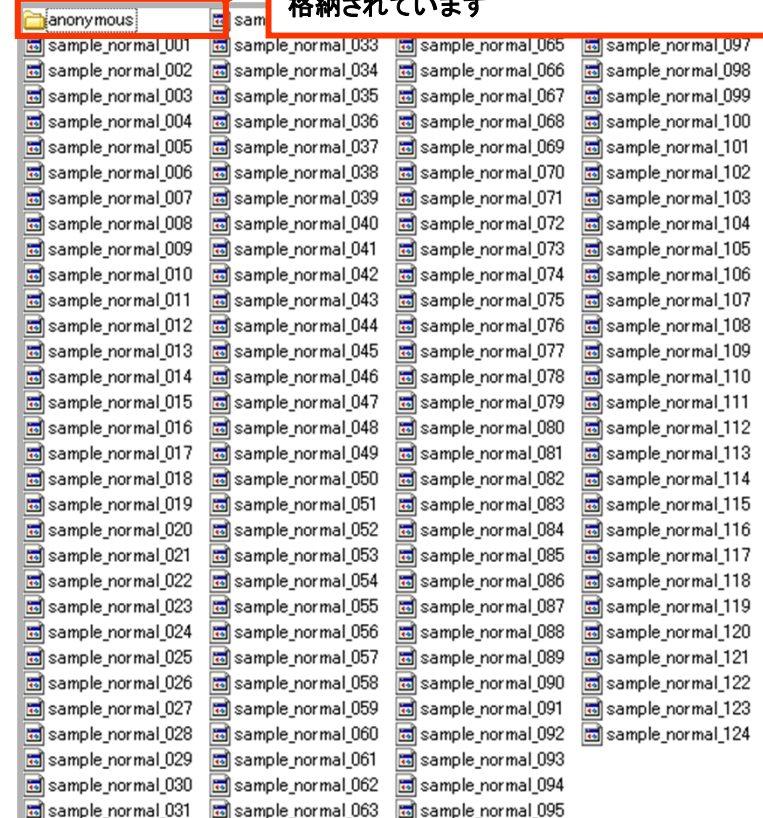 格納されています
anonymous
sample_normal_001
sample_normal_002
sample_normal_003
sample_normal_004
sample_normal_005
sample_normal_006
sample_normal_007
sample_normal_008
sample_normal_009
sample_normal_010
sample_normal_011
sample_normal_012
sample_normal_013
sample_normal_014
sample_normal_015
sample_normal_016
sample_normal_017
sample_normal_018
sample_normal_019
sample_normal_020
sample_normal_021
sample_normal_022
sample_normal_023
sample_normal_024
sample_normal_025
sample_normal_026
sample_normal_027
sample_normal_028
sample_normal_029
sample_normal_030
sample_normal_031
sam
sample_normal_033
sample_normal_034
sample_normal_035
sample_normal_036
sample_normal_037
sample_normal_038
sample_normal_039
sample_normal_040
sample_normal_041
sample_normal_042
sample_normal_043
sample_normal_044
sample_normal_045
sample_normal_046
sample_normal_047
sample_normal_048
sample_normal_049
sample_normal_050
sample_normal_051
sample_normal_052
sample_normal_053
sample_normal_054
sample_normal_055
sample_normal_056
sample_normal_057
sample_normal_058
sample_normal_059
sample_normal_060
sample_normal_061
sample_normal_062
sample_normal_063
sample_normal_065
sample_normal_066
sample_normal_067
sample_normal_068
sample_normal_069
sample_normal_070
sample_normal_071
sample_normal_072
sample_normal_073
sample_normal_074
sample_normal_075
sample_normal_076
sample_normal_077
sample_normal_078
sample_normal_079
sample_normal_080
sample_normal_081
sample_normal_082
sample_normal_083
sample_normal_084
sample_normal_085
sample_normal_086
sample_normal_087
sample_normal_088
sample_normal_089
sample_normal_090
sample_normal_091
sample_normal_092
sample_normal_093
sample_normal_094
sample_normal_095
sample_normal_097
sample_normal_098
sample_normal_099
sample_normal_100
sample_normal_101
sample_normal_102
sample_normal_103
sample_normal_104
sample_normal_105
sample_normal_106
sample_normal_107
sample_normal_108
sample_normal_109
sample_normal_110
sample_normal_111
sample_normal_112
sample_normal_113
sample_normal_114
sample_normal_115
sample_normal_116
sample_normal_117
sample_normal_118
sample_normal_119
sample_normal_120
sample_normal_121
sample_normal_122
sample_normal_123
sample_normal_124